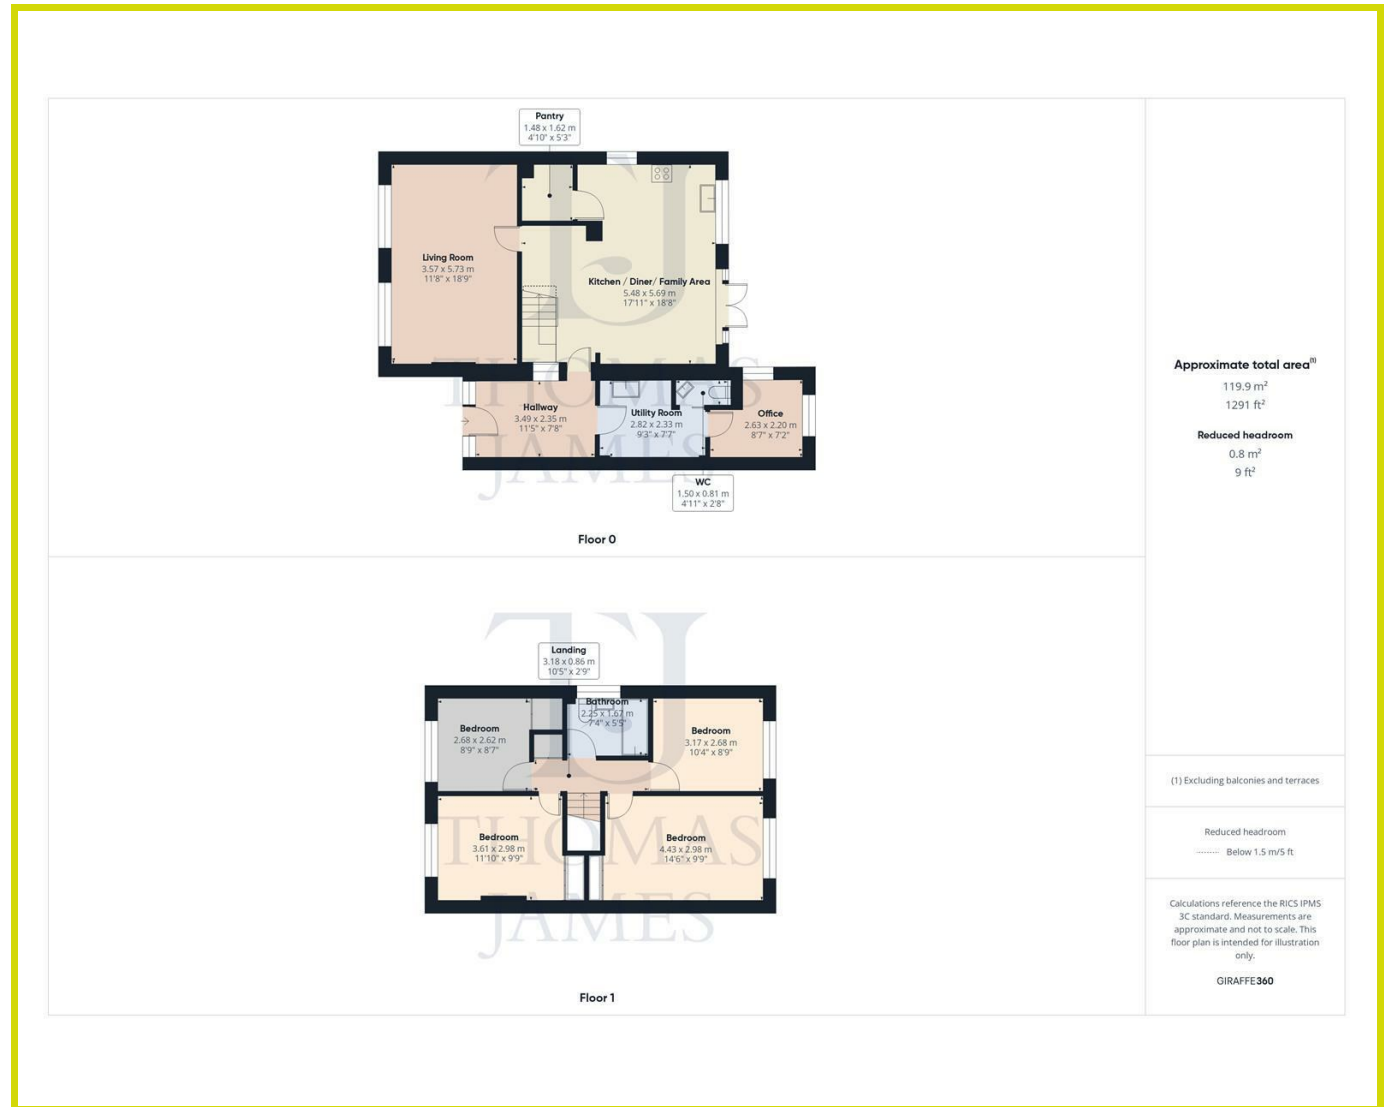 Pantry
1.48 x 1.62 m
4'10" x 5'3"
Living Room
3.57 x 5.73 m
11'8" x 18'9"
Kitchen / Diner/ Family Area
5.48 x 5.69 m
17'11" x 18'8"
Hallway
3.49 x 2.35 m
11'5" x 7'8"
Utility Room
2.82 x 2.33 m
9'3" x 7'7"
Office
2.63 x 2.20 m
8'7" x 7'2"
WC
1.50 x 0.81 m
4'11" x 2'8"
TJ
THOMAS
JAMES
Floor 0
Landing
3.18 x 0.86 m
10'5" x 2'9"
Bathroom
2.25 x 1.67 m
7'4" x 5'5"
Bedroom
2.68 x 2.62 m
8'9" x 8'7"
Bedroom
3.17 x 2.68 m
10'4" x 8'9"
Bedroom
3.61 x 2.98 m
11'10" x 9'9"
Bedroom
4.43 x 2.98 m
14'6" x 9'9"
TJ
THOMAS
JAMES
Floor 1
Approximate total area⁽¹⁾
119.9 m²
1291 ft²
Reduced headroom
0.8 m²
9 ft²
(1) Excluding balconies and terraces
Reduced headroom
Below 1.5 m/5 ft
Calculations reference the RICS IPMS
3C standard. Measurements are
approximate and not to scale. This
floor plan is intended for illustration
only.
GIRAFFE360